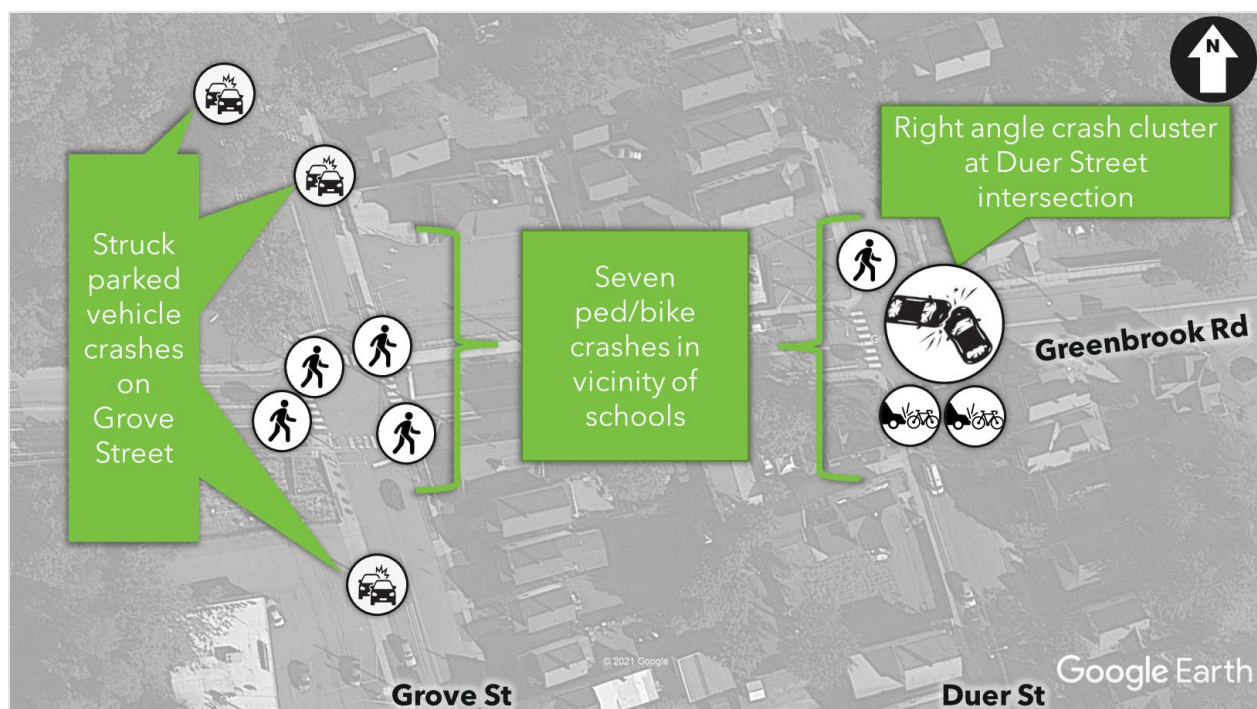 N
Right angle crash cluster
at Duer Street
intersection
Struck
parked
vehicle
crashes
on
Grove
Street
Seven
ped/bike
crashes in
vicinity of
schools
Greenbrook Rd
© 2021 Google
Google Earth
Grove St
Duer St